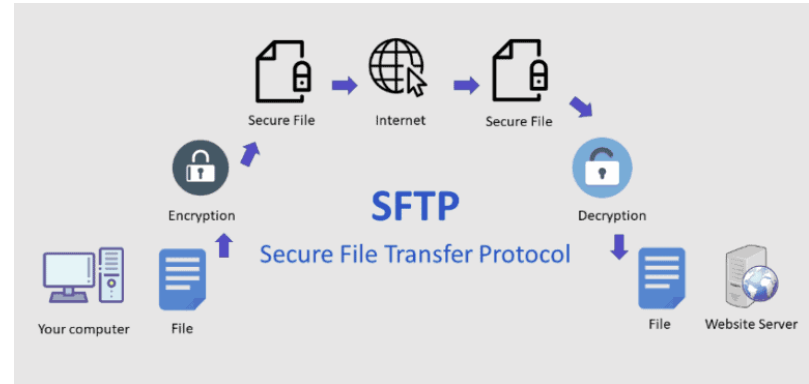 Secure File
Internet
Secure File
Encryption
SFTP
Decryption
Secure File Transfer Protocol
Your computer
File
File
Website Server